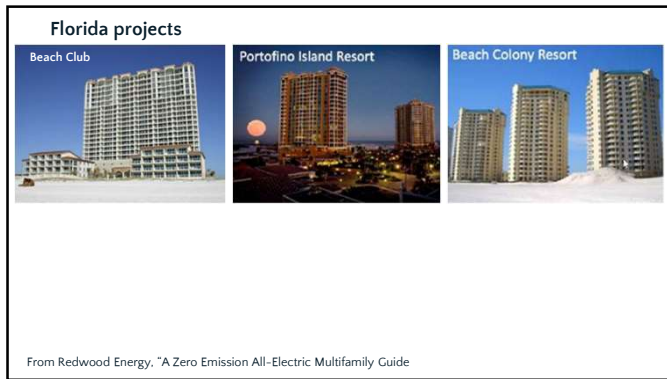 Florida projects
Beach Club
Portofino Island Resort
Beach Colony Resort
From Redwood Energy, "A Zero Emission All-Electric Multifamily Guide